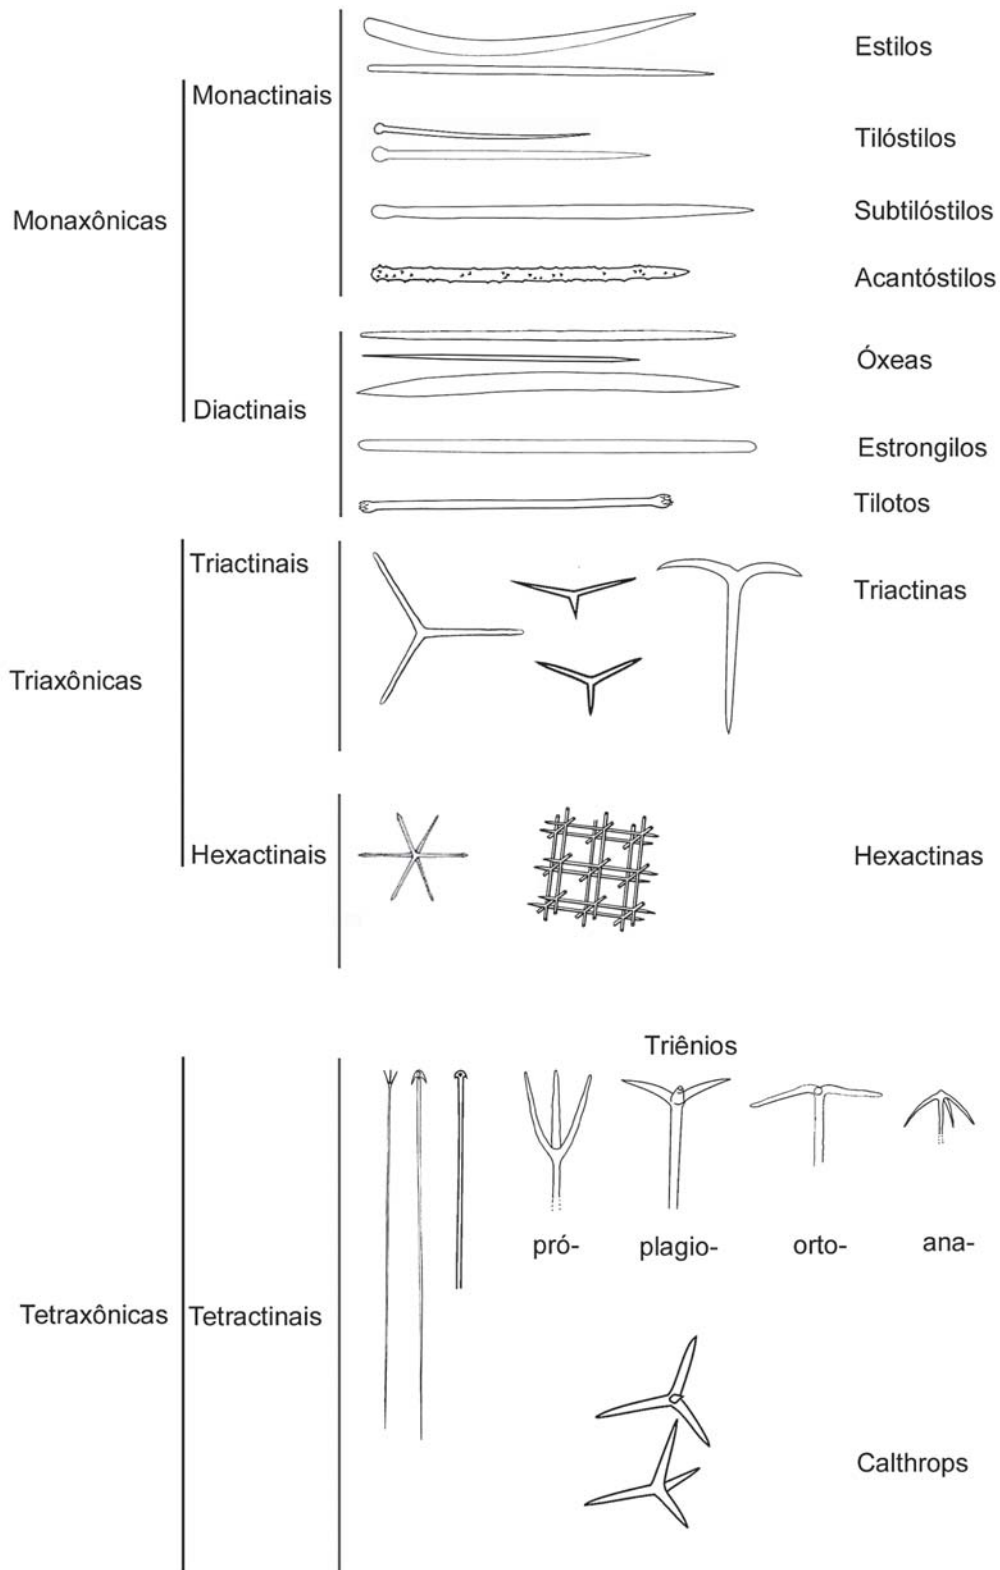 Estilos
Monactinais
Tilóstilos
Monaxônicas
Subtilóstilos
Acantóstilos
Óxeas
Diactinais
Estrongilos
Tilotos
Triactinais
Triactinas
Triaxônicas
Hexactinais
Hexactinas
Triênios
pró-
plagio-
orto-
ana-
Tetraxônicas
Tetractinais
Calthrops